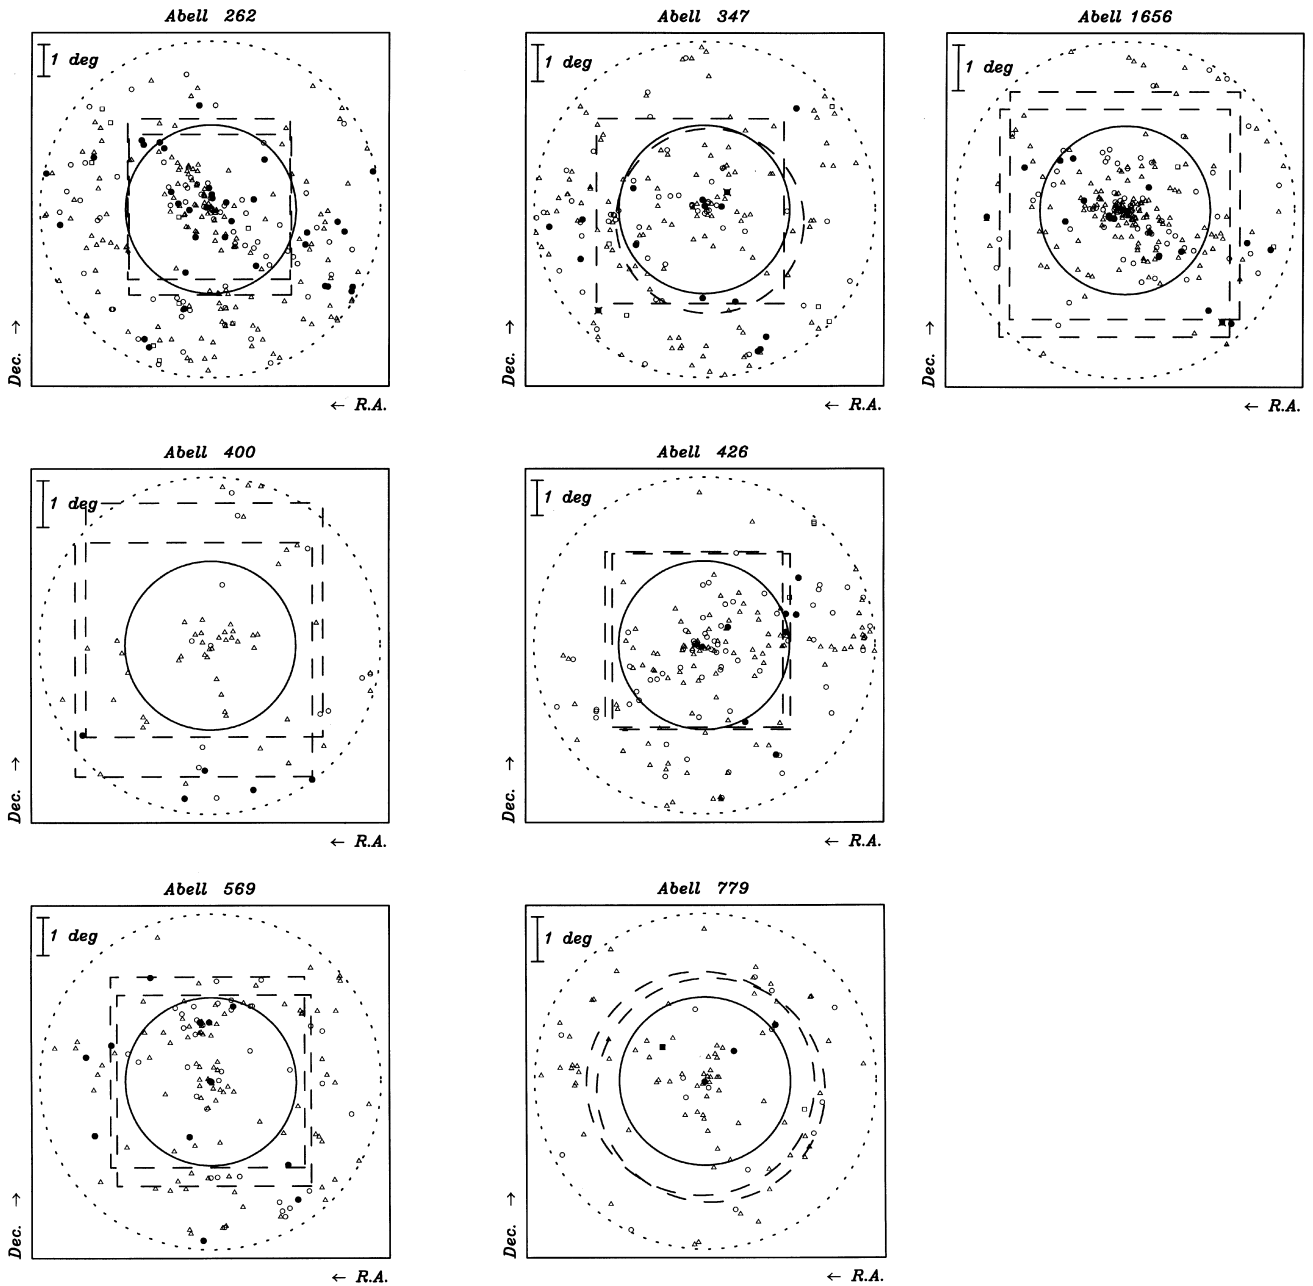 Abell 262
1 deg
Dec. →
← R.A.
Abell 347
1 deg
Dec. →
← R.A.
Abell 1656
1 deg
Dec. →
← R.A.
Abell 400
1 deg
Dec. →
← R.A.
Abell 426
1 deg
Dec. →
← R.A.
Abell 569
1 deg
Dec. →
← R.A.
Abell 779
1 deg
Dec. →
← R.A.